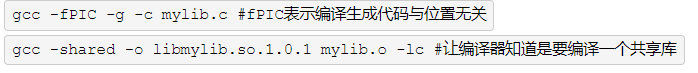 gcc -fPIC -g -c mylib.c #fPIC表示编译生成代码与位置无关
gcc -shared -o libmylib.so.1.0.1 mylib.o -lc #让编译器知道是要编译一个共享库